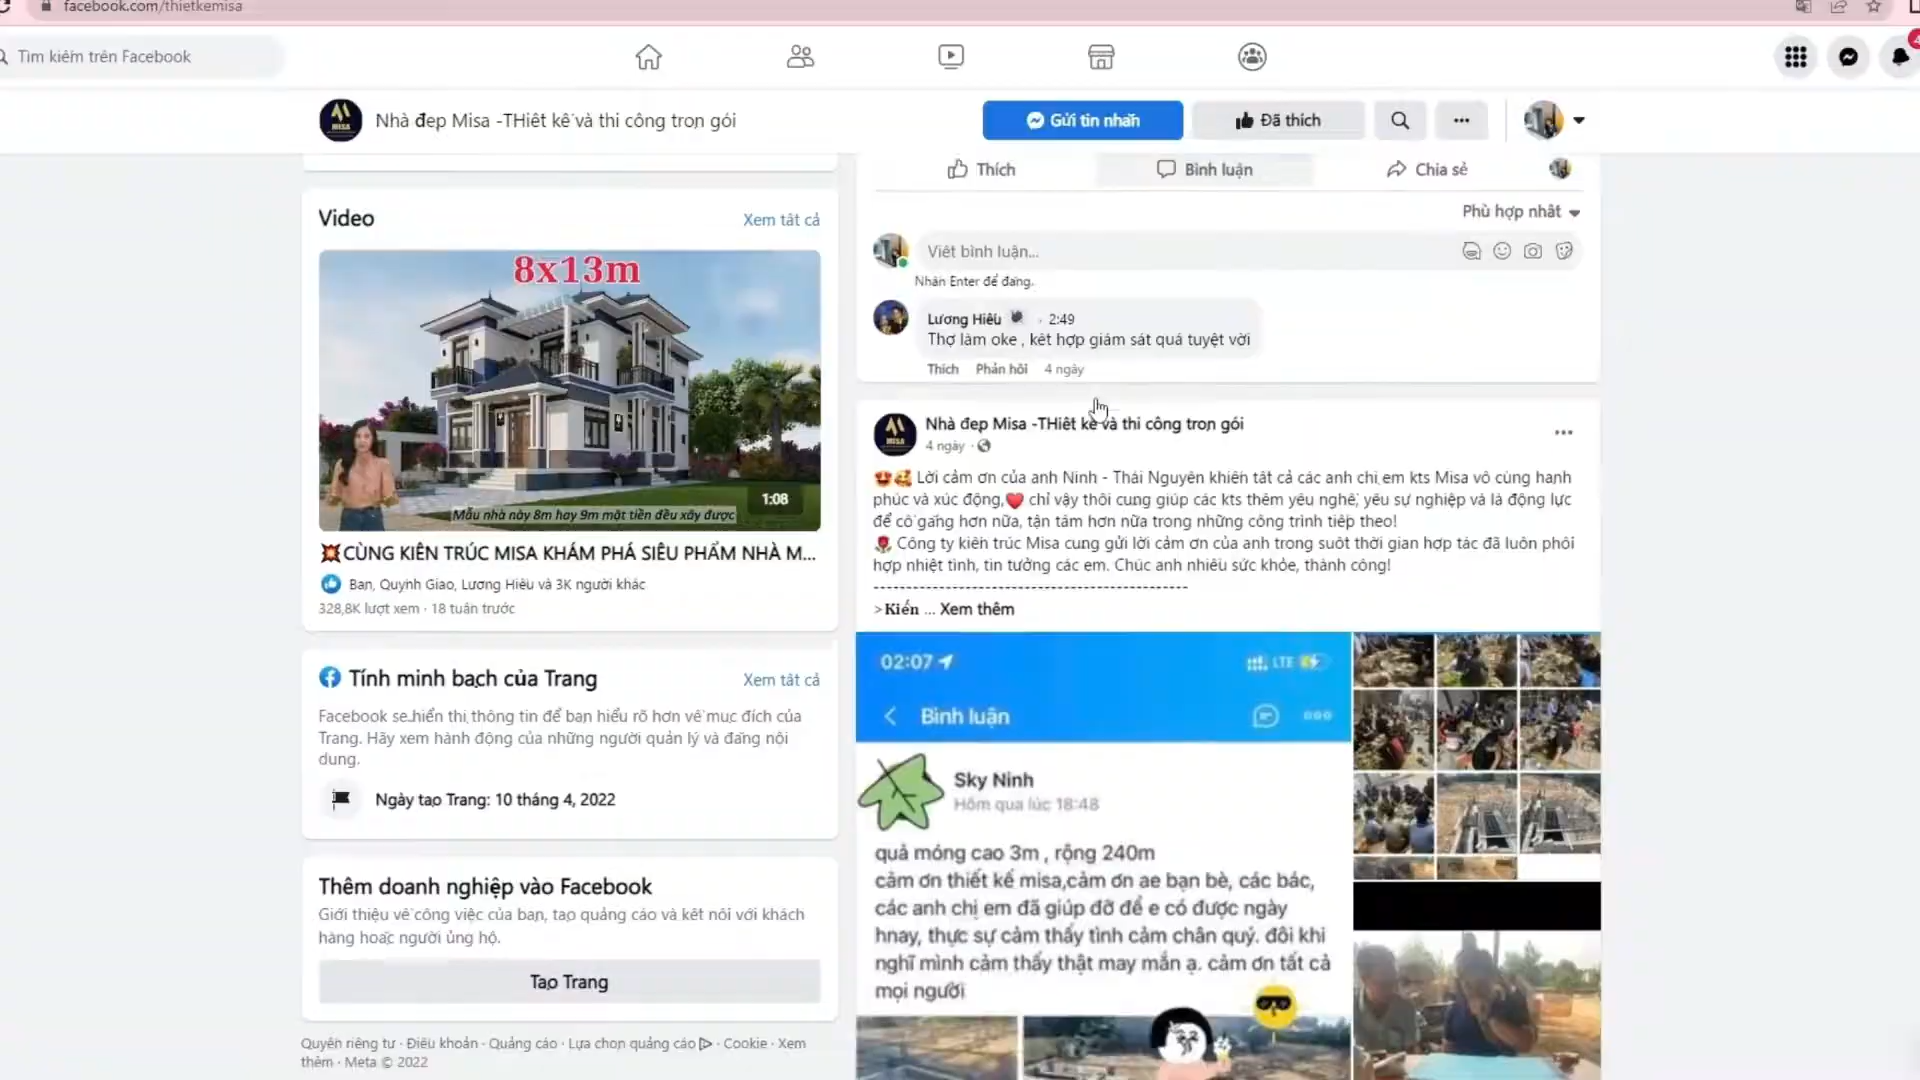 facebook.com/thietkemisa
Tìm kiếm trên Facebook
Nhà đẹp Misa -THiêt kế và thi công trọn gói
Gửi tin nhắn
Đã thích
Video
Xem tất cả
8x13m
Mẫu nhà này 8m hay 9m mặt tiền đều xây được
1:08
💥CÙNG KIẾN TRÚC MISA KHÁM PHÁ SIÊU PHẨM NHÀ M...
Bạn, Quỳnh Giao, Lương Hiếu và 3K người khác
328,8K lượt xem · 18 tuần trước
Tính minh bạch của Trang
Xem tất cả
Facebook sẽ hiển thị thông tin để bạn hiểu rõ hơn về mục đích của
Trang. Hãy xem hành động của những người quản lý và đăng nội
dung.
Ngày tạo Trang: 10 tháng 4, 2022
Thêm doanh nghiệp vào Facebook
Giới thiệu về công việc của bạn, tạo quảng cáo và kết nối với khách
hàng hoặc người ủng hộ.
Tạo Trang
Quyền riêng tư · Điều khoản · Quảng cáo · Lựa chọn quảng cáo · Cookie · Xem
thêm · Meta © 2022
Thích
Bình luận
Chia sẻ
Phù hợp nhất
Viết bình luận...
Nhấn Enter để đăng.
Lương Hiếu · 2:49
Thợ làm oke , kết hợp giám sát quá tuyệt vời
Thích Phản hồi 4 ngày
Nhà đẹp Misa -THiêt kế và thi công trọn gói
4 ngày ·
😍🥰 Lời cảm ơn của anh Ninh - Thái Nguyên khiến tất cả các anh chị em kts Misa vô cùng hạnh
phúc và xúc động,❤️ chỉ vậy thôi cũng giúp các kts thêm yêu nghề, yêu sự nghiệp và là động lực
để cố gắng hơn nữa, tận tâm hơn nữa trong những công trình tiếp theo!
🌹 Công ty kiến trúc Misa cũng gửi lời cảm ơn của anh trong suốt thời gian hợp tác đã luôn phối
hợp nhiệt tình, tin tưởng các em. Chúc anh nhiều sức khỏe, thành công!
----------------------------------------
>Kiến ... Xem thêm
02:07
LTE
Bình luận
Sky Ninh
Hôm qua lúc 18:48
quả móng cao 3m , rộng 240m
cảm ơn thiết kế misa,cảm ơn ae bạn bè, các bác,
các anh chị em đã giúp đỡ để e có được ngày
hnay, thực sự cảm thấy tình cảm chân quý. đôi khi
nghĩ mình cảm thấy thật may mắn ạ. cảm ơn tất cả
mọi người